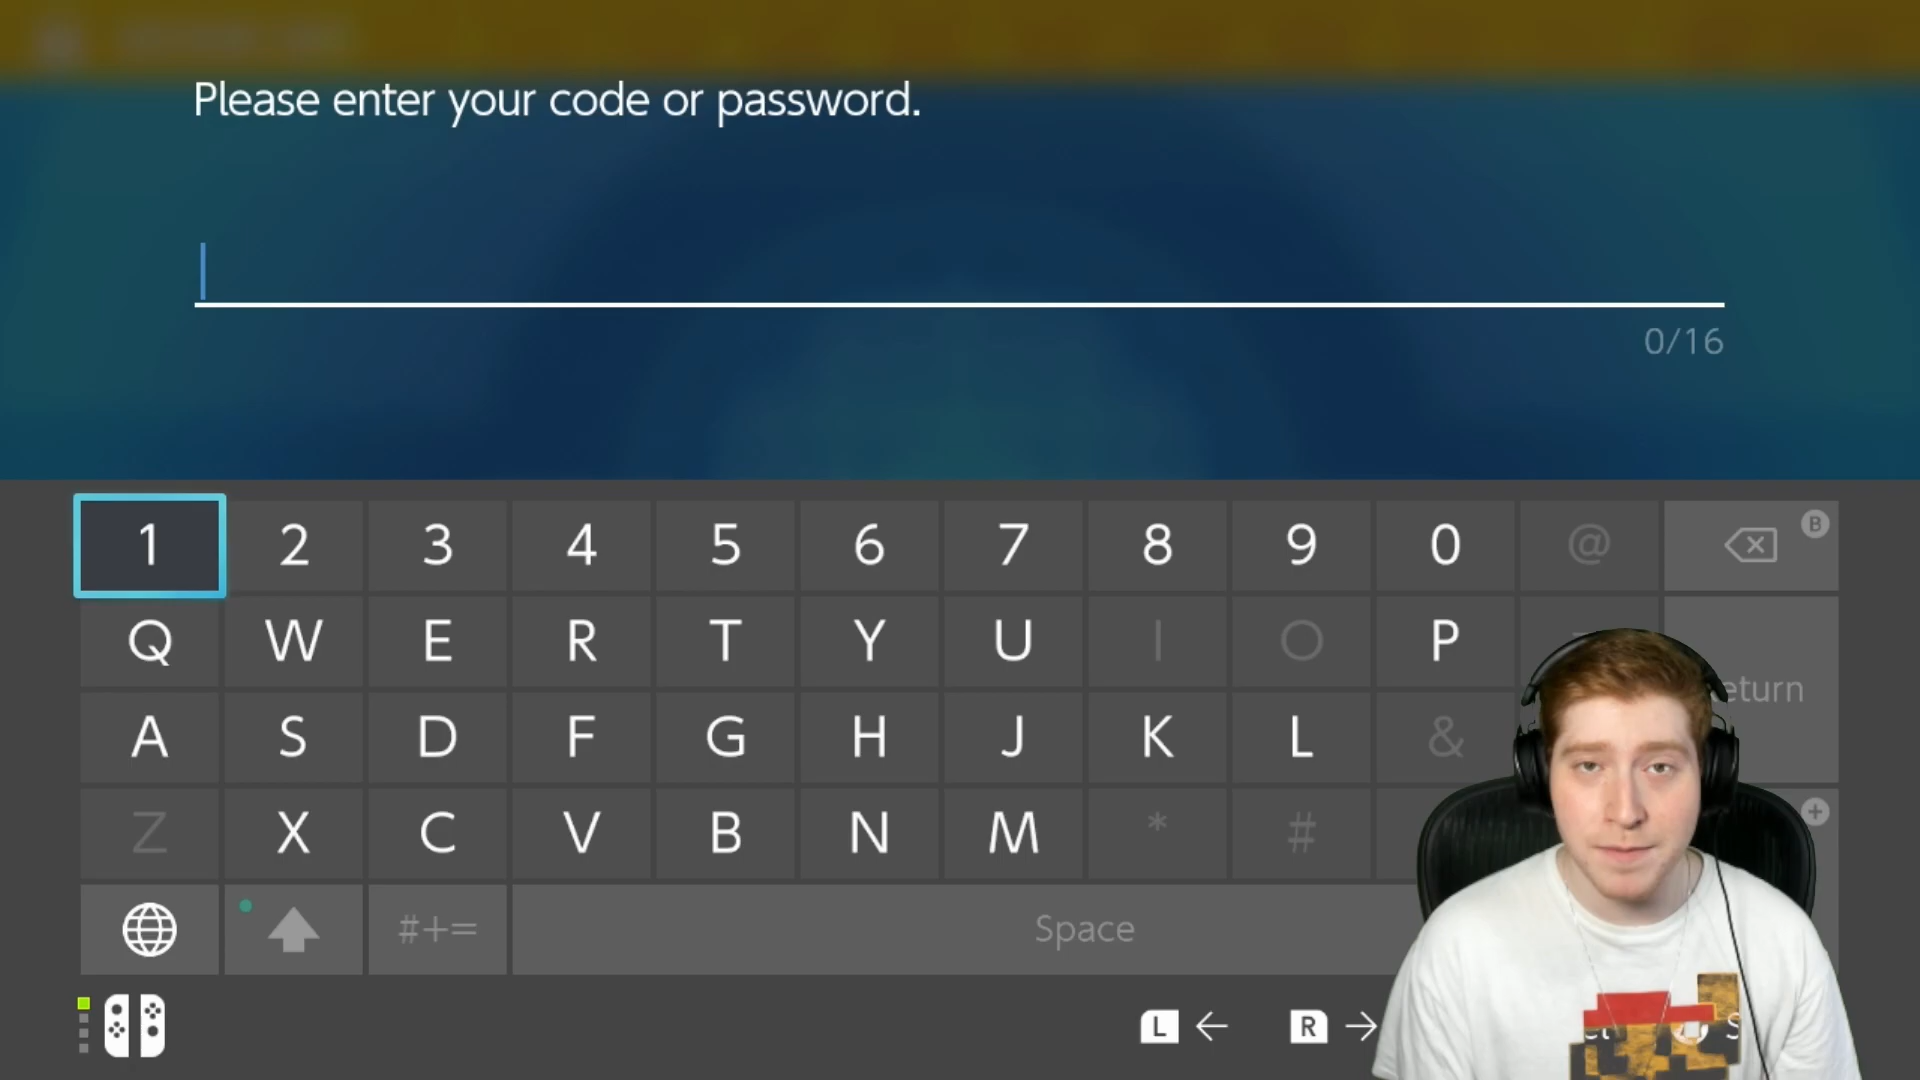 Please enter your code or password.
0/16
1 2 3 4 5 6 7 8 9 0 @ B
Q W E R T Y U I O P
eturn
A S D F G H J K L &
Z X C V B N M * # +
#+= Space
L ← R →